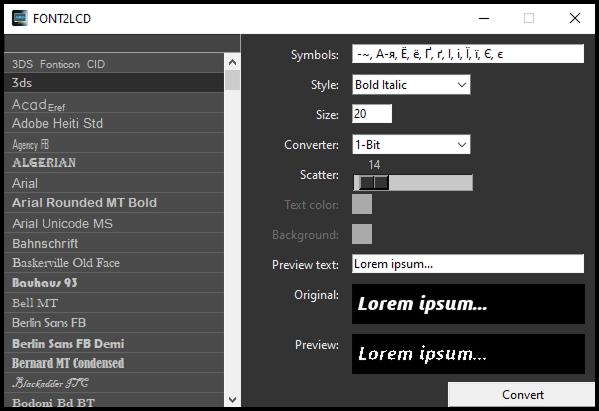 FONT2LCD
3DS Fonticon CID
3ds
AcadEref
Adobe Heiti Std
Agency FB
ALGERIAN
Arial
Arial Rounded MT Bold
Arial Unicode MS
Bahnschrift
Baskerville Old Face
Bauhaus 93
Bell MT
Berlin Sans FB
Berlin Sans FB Demi
Bernard MT Condensed
Blackadder ITC
Bodoni Bd BT
Symbols: -~, А-я, Ё, ё, Ґ, ґ, І, і, Ї, ї, Є, є
Style: Bold Italic
Size: 20
Converter: 1-Bit
14
Scatter:
Text color:
Background:
Preview text: Lorem ipsum...
Original: Lorem ipsum...
Preview: Lorem ipsum...
Convert